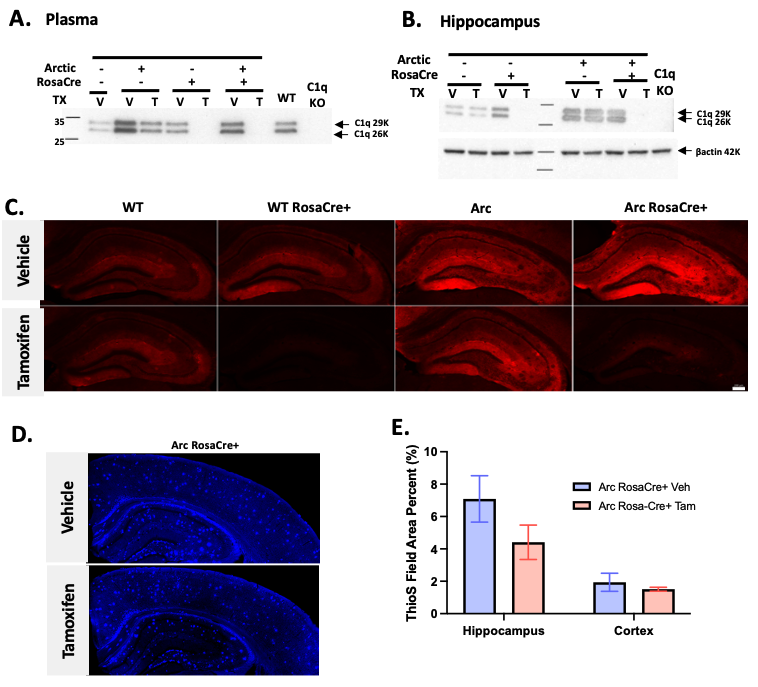 A. Plasma
Arctic - + - +
RosaCre - - + +
TX V V T V T V T WT C1q KO
35
25
C1q 29K
C1q 26K
B. Hippocampus
Arctic - - + +
RosaCre - + - +
TX V T V T V T V T C1q KO
C1q 29K
C1q 26K
βactin 42K
C.
WT WT RosaCre+ Arc Arc RosaCre+
Vehicle
Tamoxifen
D.
Arc RosaCre+
Vehicle
Tamoxifen
E.
ThioS Field Area Percent (%)
10
8
6
4
2
0
Arc RosaCre+ Veh
Arc Rosa-Cre+ Tam
Hippocampus Cortex